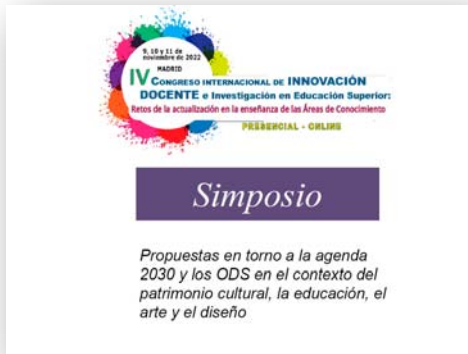 9, 10 y 11 de
noviembre de 2022
MADRID
IV CONGRESO INTERNACIONAL DE INNOVACIÓN
DOCENTE e Investigación en Educación Superior:
Retos de la actualización en la enseñanza de las Áreas de Conocimiento
PRESENCIAL - ONLINE
Simposio
Propuestas en torno a la agenda
2030 y los ODS en el contexto del
patrimonio cultural, la educación, el
arte y el diseño